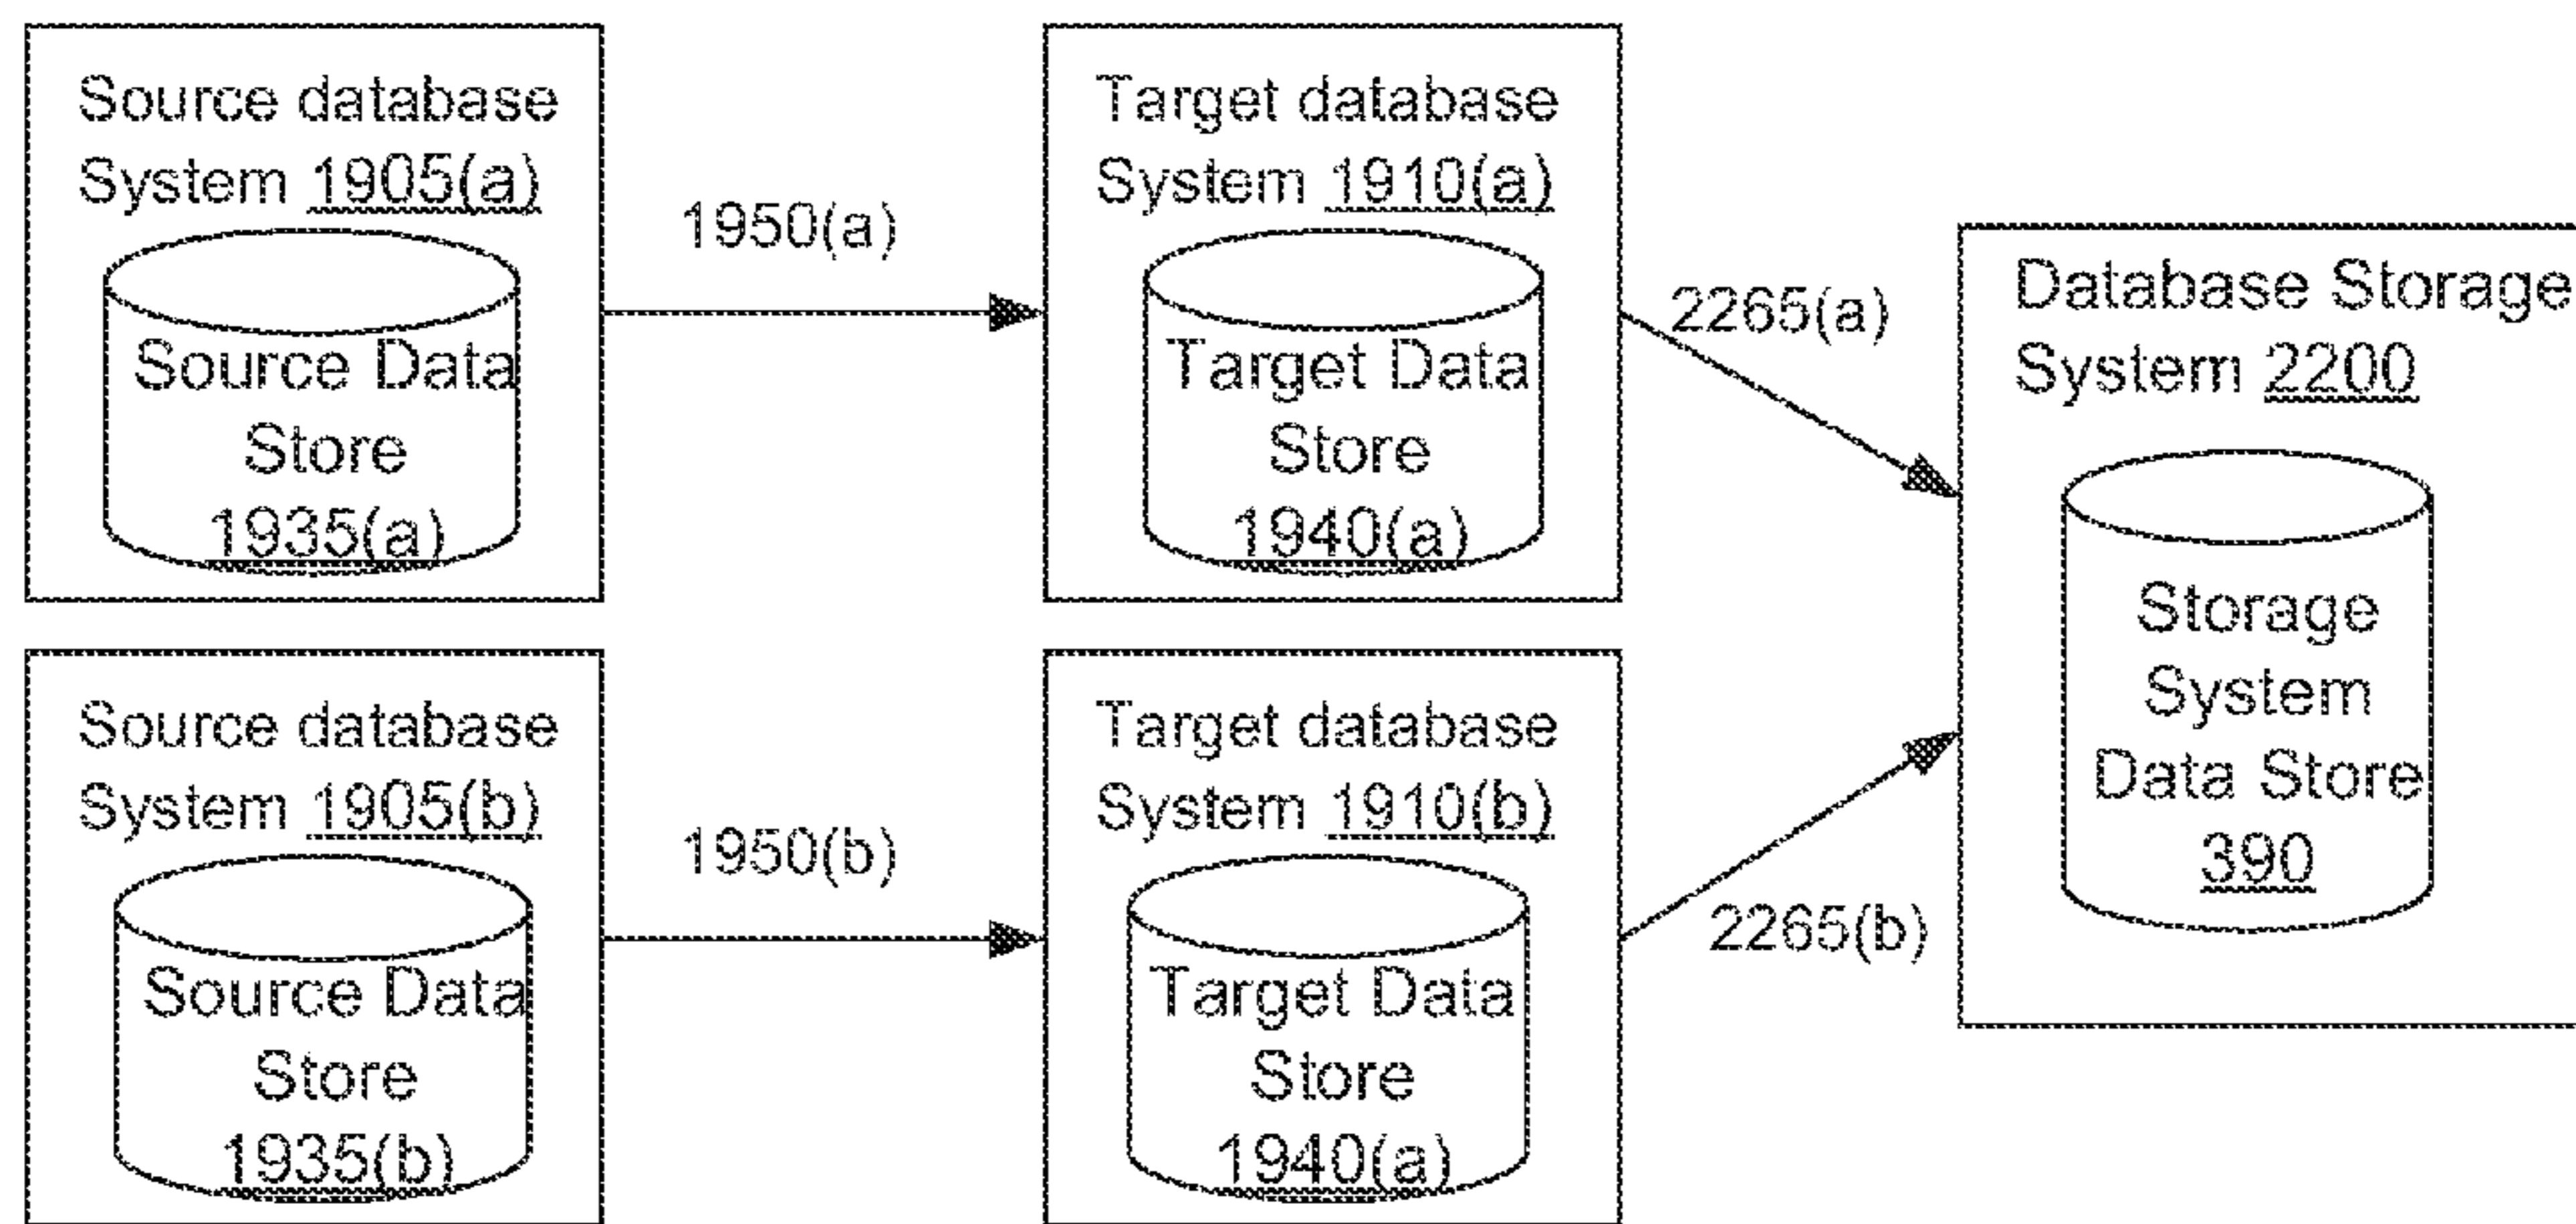 Source database
System 1905(a)
Source Data
Store
1935(a)
1950(a)
Target database
System 1910(a)
Target Data
Store
1940(a)
2265(a)
Database Storage
System 2200
Storage
System
Data Store
390
Source database
System 1905(b)
Source Data
Store
1935(b)
1950(b)
Target database
System 1910(b)
Target Data
Store
1940(a)
2265(b)